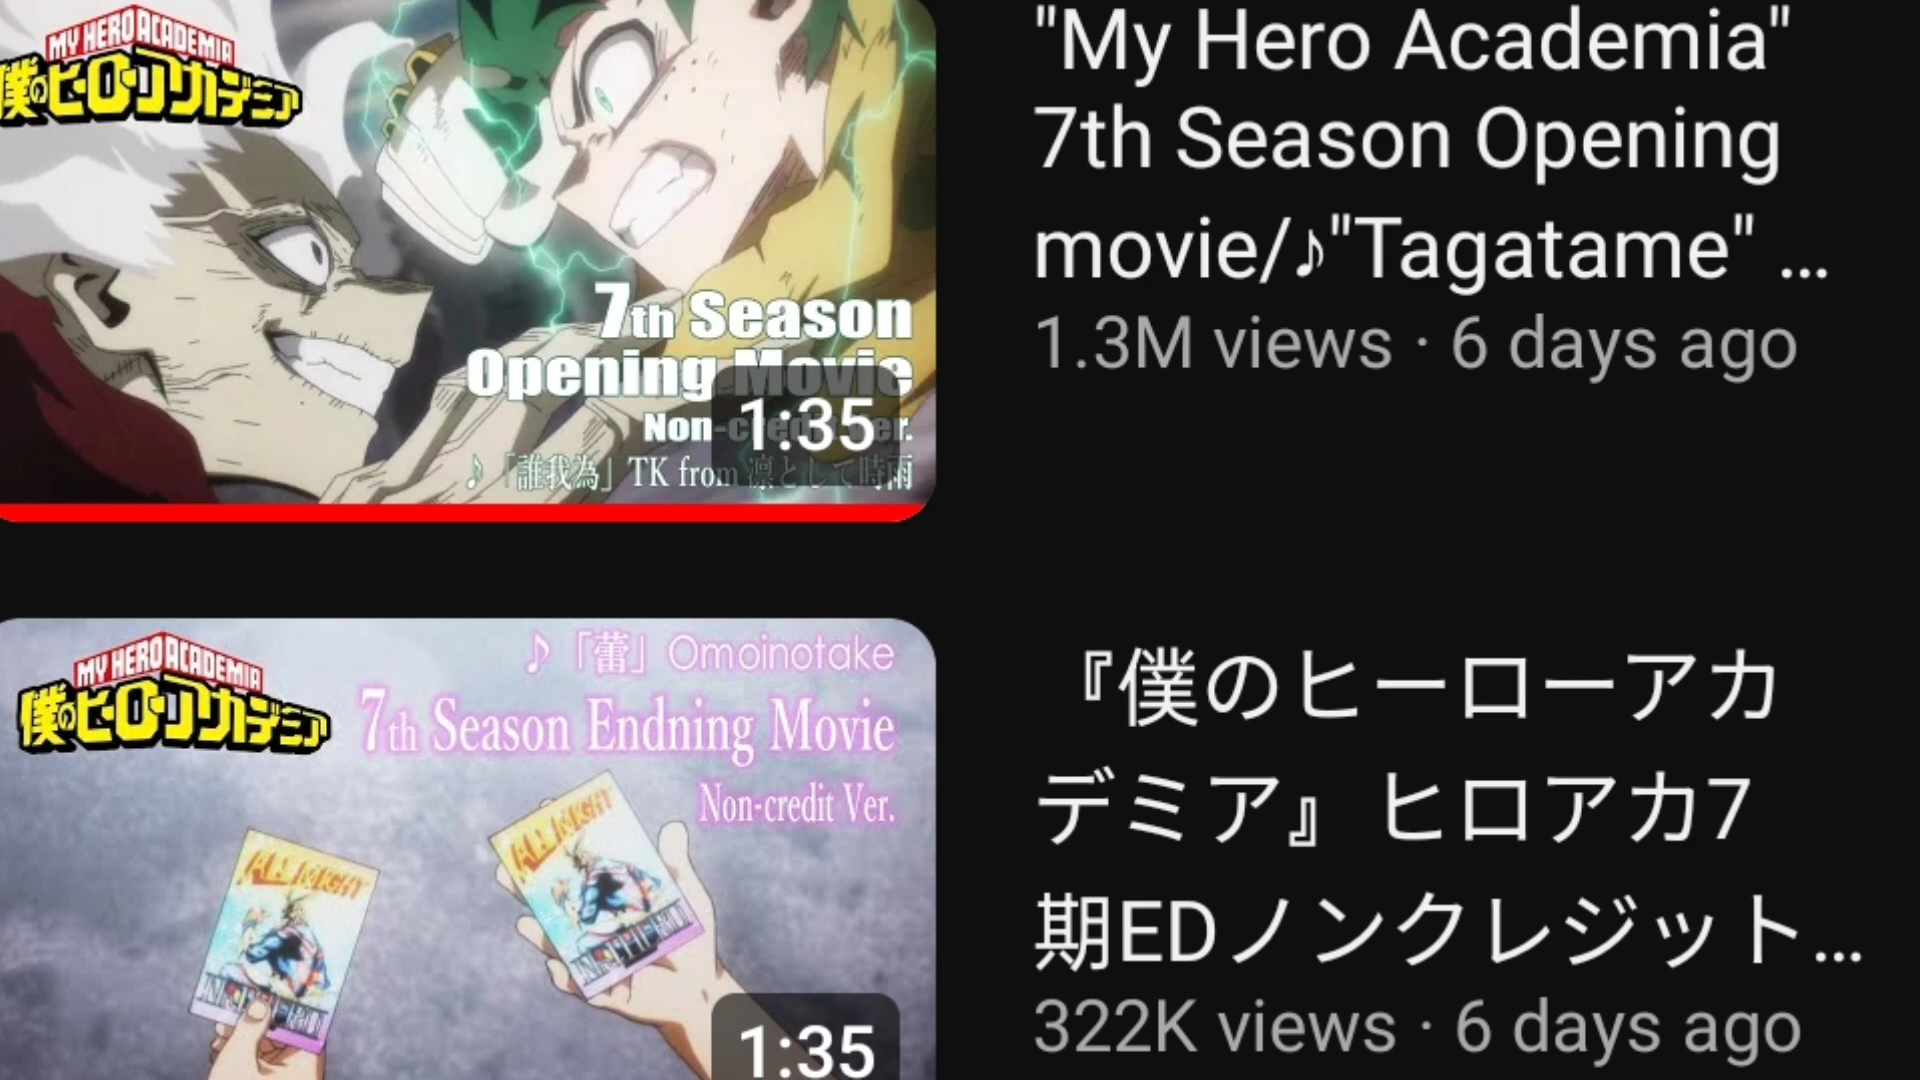 MY HERO ACADEMIA
僕のヒーローアカデミア
7th Season
Opening Movie
Non-credit Ver.
♪「誰我為」TK from 凛として時雨
1:35
"My Hero Academia"
7th Season Opening
movie/♪"Tagatame" ...
1.3M views · 6 days ago
MY HERO ACADEMIA
僕のヒーローアカデミア
♪「蕾」Omoinotake
7th Season Endning Movie
Non-credit Ver.
ALL MIGHT
ALL MIGHT
1:35
『僕のヒーローアカ
デミア』ヒロアカ7
期EDノンクレジット...
322K views · 6 days ago